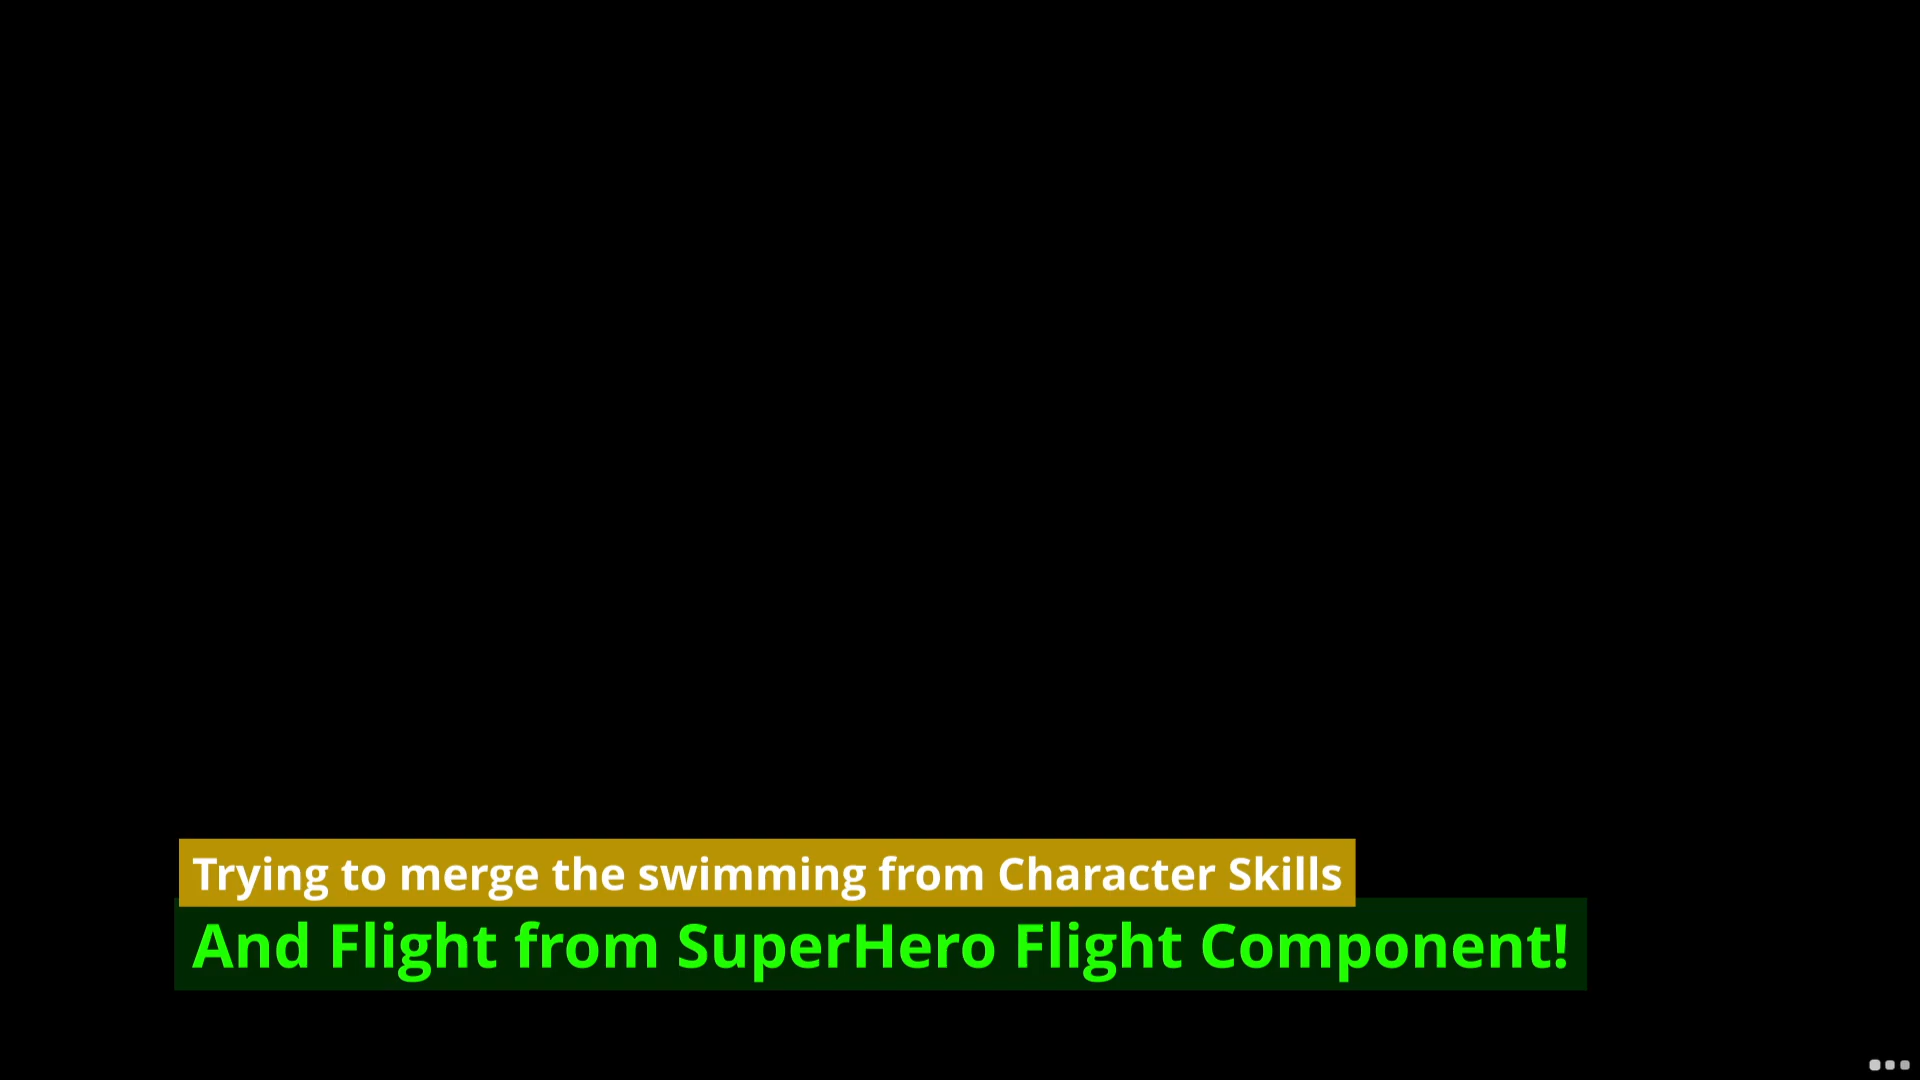 Trying to merge the swimming from Character Skills
And Flight from SuperHero Flight Component!